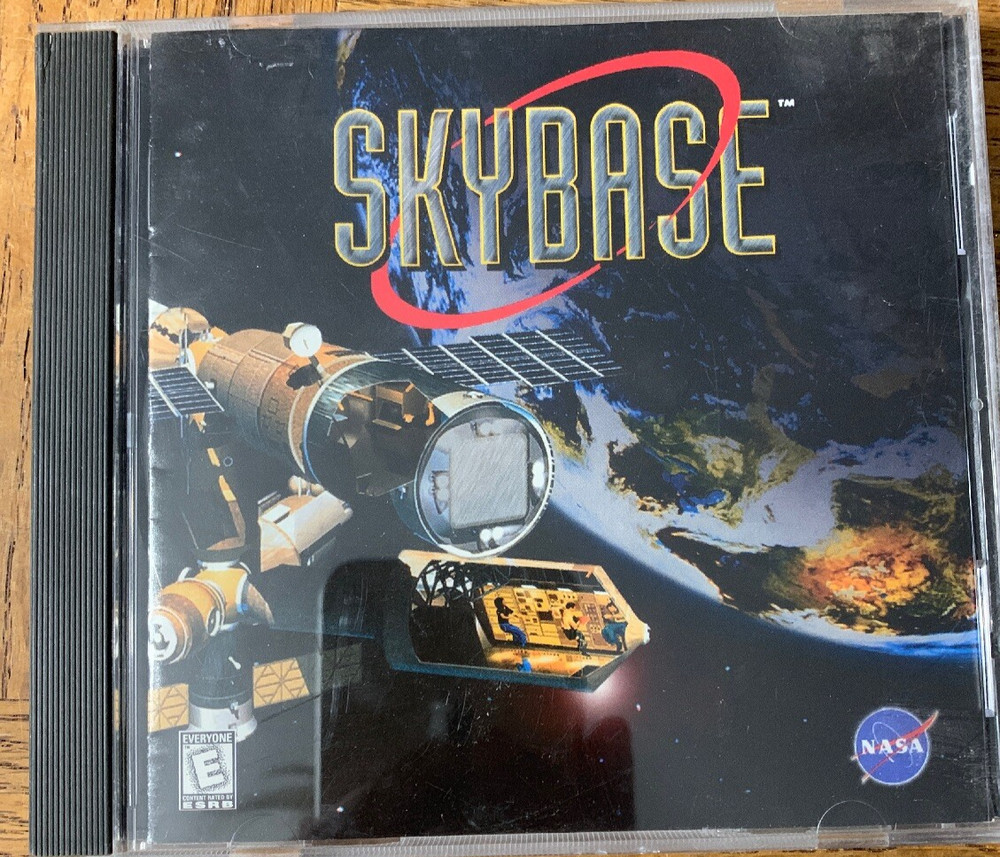 SKYBASE™
EVERYONE
E
CONTENT RATED BY
ESRB
NASA